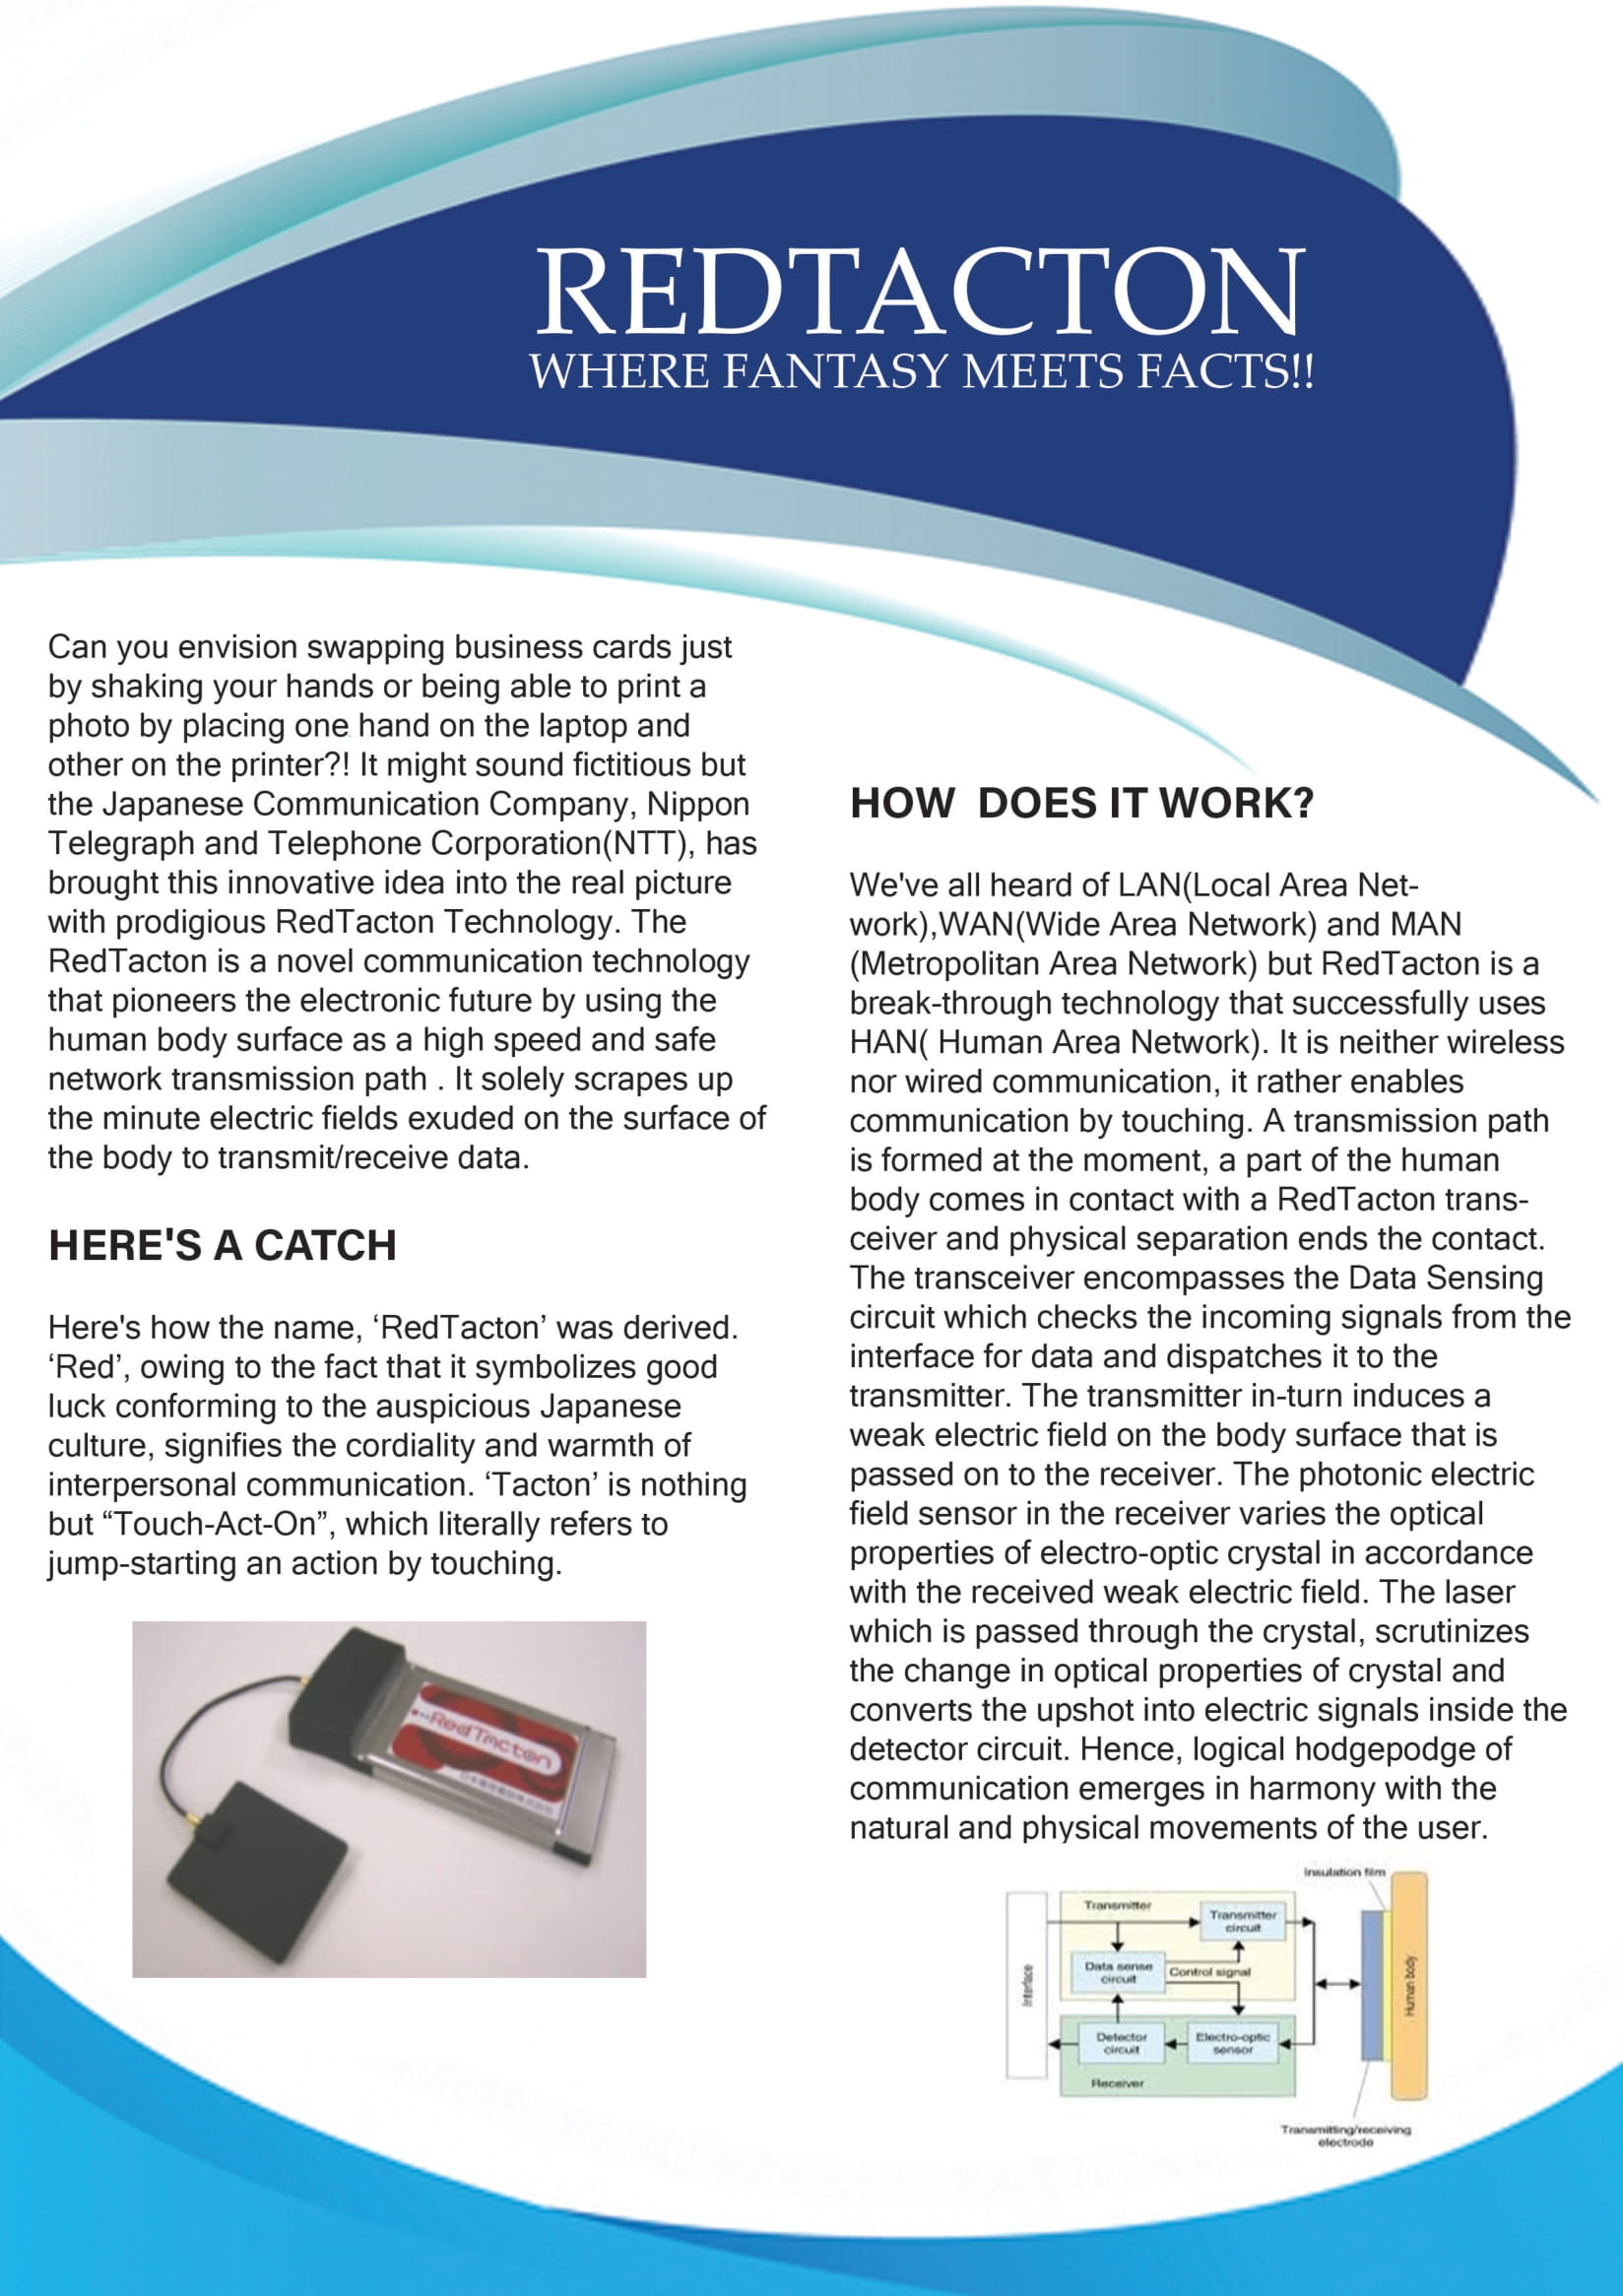 REDTACTON
WHERE FANTASY MEETS FACTS!!
Can you envision swapping business cards just
by shaking your hands or being able to print a
photo by placing one hand on the laptop and
other on the printer?! It might sound fictitious but
the Japanese Communication Company, Nippon
Telegraph and Telephone Corporation(NTT), has
brought this innovative idea into the real picture
with prodigious RedTacton Technology. The
RedTacton is a novel communication technology
that pioneers the electronic future by using the
human body surface as a high speed and safe
network transmission path . It solely scrapes up
the minute electric fields exuded on the surface of
the body to transmit/receive data.
HERE'S A CATCH
Here's how the name, ‘RedTacton’ was derived.
‘Red’, owing to the fact that it symbolizes good
luck conforming to the auspicious Japanese
culture, signifies the cordiality and warmth of
interpersonal communication. ‘Tacton’ is nothing
but “Touch-Act-On”, which literally refers to
jump-starting an action by touching.
RedTacton
HOW DOES IT WORK?
We've all heard of LAN(Local Area Net-
work),WAN(Wide Area Network) and MAN
(Metropolitan Area Network) but RedTacton is a
break-through technology that successfully uses
HAN( Human Area Network). It is neither wireless
nor wired communication, it rather enables
communication by touching. A transmission path
is formed at the moment, a part of the human
body comes in contact with a RedTacton trans-
ceiver and physical separation ends the contact.
The transceiver encompasses the Data Sensing
circuit which checks the incoming signals from the
interface for data and dispatches it to the
transmitter. The transmitter in-turn induces a
weak electric field on the body surface that is
passed on to the receiver. The photonic electric
field sensor in the receiver varies the optical
properties of electro-optic crystal in accordance
with the received weak electric field. The laser
which is passed through the crystal, scrutinizes
the change in optical properties of crystal and
converts the upshot into electric signals inside the
detector circuit. Hence, logical hodgepodge of
communication emerges in harmony with the
natural and physical movements of the user.
Insulation film
Transmitter
Transmitter
circuit
Data sense
circuit
Control signal
Interface
Human body
Detector
circuit
Electro-optic
sensor
Receiver
Transmitting/receiving
electrode